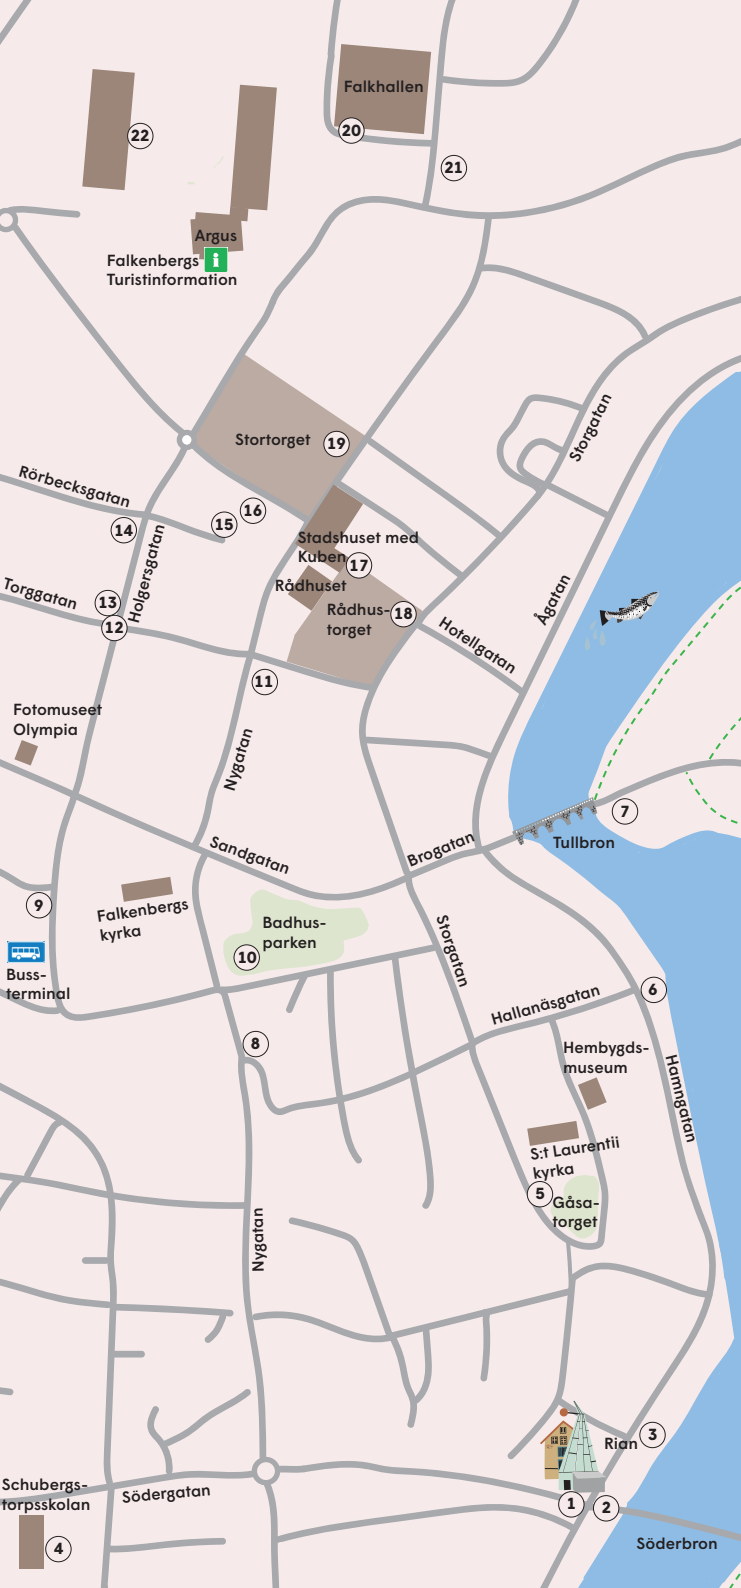 Falkhallen
20
22
21
Argus
i
Falkenbergs
Turistinformation
Storgatan
Stortorget
19
Rörbecksgatan
16
15
14
Stadshuset med
Kuben
17
Holgersgatan
Rådhuset
Torggatan
13
Rådhus-
torget
18
12
Hotellgatan
Ågatan
11
Fotomuseet
Olympia
Nygatan
7
Tullbron
Sandgatan
Brogatan
9
Falkenbergs
kyrka
Badhus-
parken
10
Storgatan
Buss-
terminal
6
Hallanäsgatan
8
Hembygds-
museum
Hamngatan
S:t Laurentii
kyrka
5
Gåsa-
torget
Nygatan
Rian
3
Schubergs-
torpsskolan
Södergatan
1
2
4
Söderbron